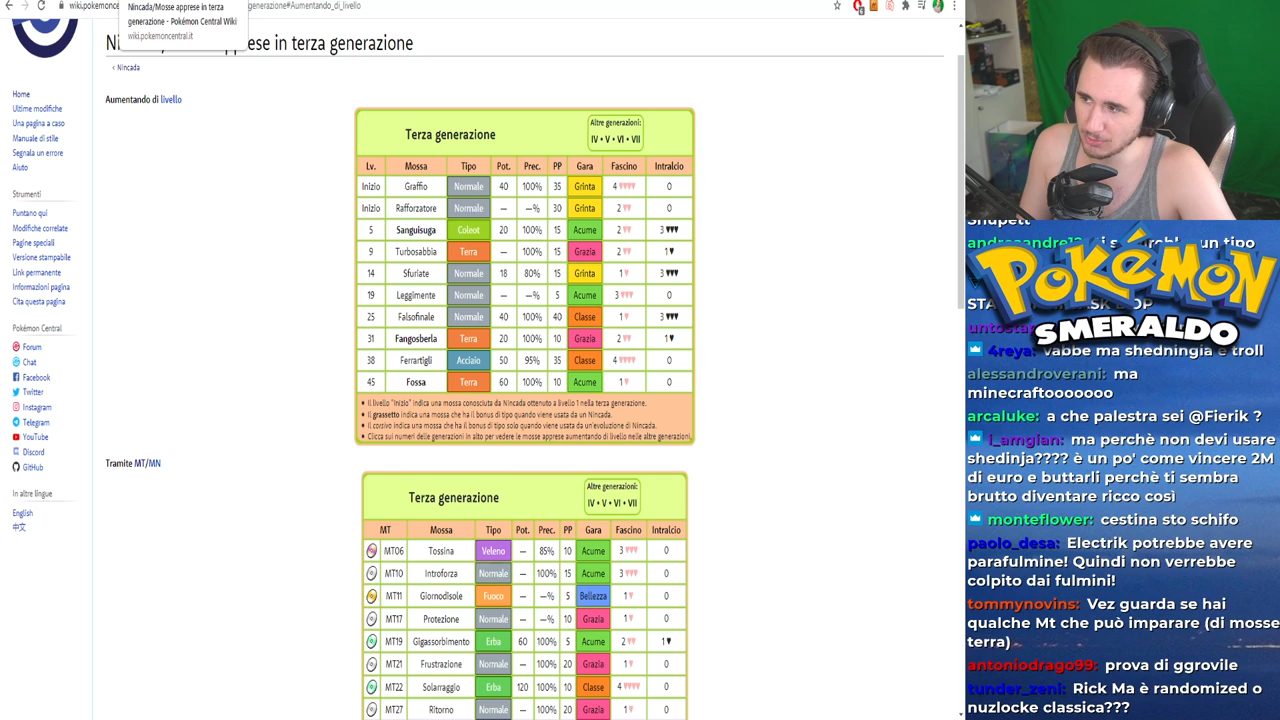 wiki.pokemonc
generazione#Aumentando_di_livello
Nincada/Mosse apprese in terza
generazione - Pokémon Central Wiki
wiki.pokemoncentral.it
apprese in terza generazione
< Nincada
Home
Ultime modifiche
Una pagina a caso
Manuale di stile
Segnala un errore
Aiuto
Strumenti
Puntano qui
Modifiche correlate
Pagine speciali
Versione stampabile
Link permanente
Informazioni pagina
Cita questa pagina
Pokémon Central
Forum
Chat
Facebook
Twitter
Instagram
Telegram
YouTube
Discord
GitHub
In altre lingue
English
中文
Aumentando di livello
Terza generazione
Altre generazioni:
IV • V • VI • VII
Lv. Mossa Tipo Pot. Prec. PP Gara Fascino Intralcio
Inizio Graffio Normale 40 100% 35 Grinta 4 ♥♥♥♥ 0
Inizio Rafforzatore Normale — —% 30 Grinta 2 ♥♥ 0
5 Sanguisuga Coleot 20 100% 15 Acume 2 ♥♥ 3 ♥♥♥
9 Turbosabbia Terra — 100% 15 Grazia 2 ♥♥ 1 ♥
14 Sfuriate Normale 18 80% 15 Grinta 1 ♥ 3 ♥♥♥
19 Leggimente Normale — —% 5 Acume 3 ♥♥♥ 0
25 Falsofinale Normale 40 100% 40 Classe 1 ♥ 3 ♥♥♥
31 Fangosberla Terra 20 100% 10 Grazia 2 ♥♥ 1 ♥
38 Ferrartigli Acciaio 50 95% 35 Classe 4 ♥♥♥♥ 0
45 Fossa Terra 60 100% 10 Acume 1 ♥ 0
• Il livello "Inizio" indica una mossa conosciuta da Nincada ottenuto a livello 1 nella terza generazione.
• Il grassetto indica una mossa che ha il bonus di tipo quando viene usata da un Nincada.
• Il corsivo indica una mossa che ha il bonus di tipo solo quando viene usata da un'evoluzione di Nincada.
• Clicca sui numeri delle generazioni in alto per vedere le mosse apprese aumentando di livello nelle altre generazioni.
Tramite MT/MN
Terza generazione
Altre generazioni:
IV • V • VI • VII
MT Mossa Tipo Pot. Prec. PP Gara Fascino Intralcio
MT06 Tossina Veleno — 85% 10 Acume 3 ♥♥♥ 0
MT10 Introforza Normale — 100% 15 Acume 3 ♥♥♥ 0
MT11 Giornodisole Fuoco — —% 5 Bellezza 1 ♥ 0
MT17 Protezione Normale — —% 10 Grazia 1 ♥ 0
MT19 Gigassorbimento Erba 60 100% 5 Acume 2 ♥♥ 1 ♥
MT21 Frustrazione Normale — 100% 20 Grazia 1 ♥ 0
MT22 Solarraggio Erba 120 100% 10 Classe 4 ♥♥♥♥ 0
MT27 Ritorno Normale — 100% 20 Grazia 1 ♥ 0
un tipo
POKéMON
SMERALDO
4reya: vabbe ma shedningia è troll
alessandroverani: ma
minecraftooooooo
arcaluke: a che palestra sei @Fierik ?
i_amgian: ma perchè non devi usare
shedinja???? è un po' come vincere 2M
di euro e buttarli perchè ti sembra
brutto diventare ricco così
monteflower: cestina sto schifo
paolo_desa: Electrik potrebbe avere
parafulmine! Quindi non verrebbe
colpito dai fulmini!
tommynovins: Vez guarda se hai
qualche Mt che può imparare (di mosse
terra)
antoniodrago99: prova di ggrovile
tunder_zeni: Rick Ma è randomized o
nuzlocke classica???